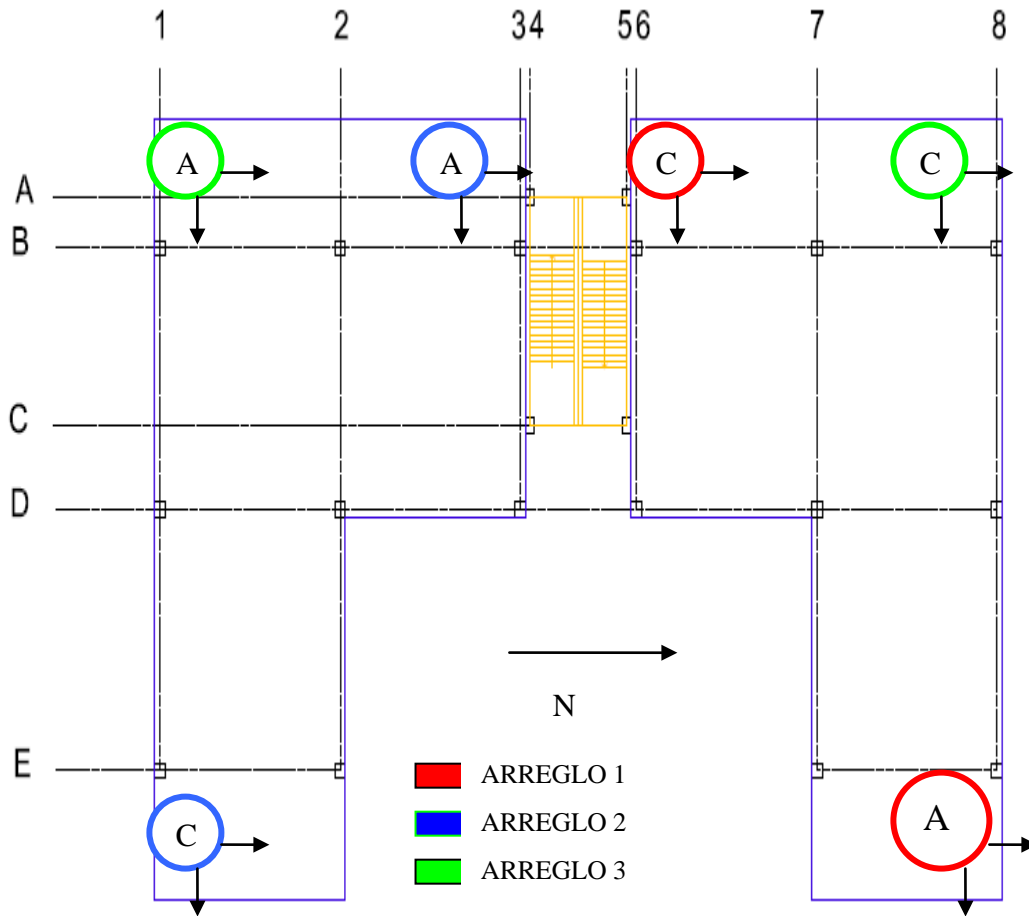 1 2 34 56 7 8
A A C C
A
B
C
D
N
E
ARREGLO 1
ARREGLO 2
ARREGLO 3
C A